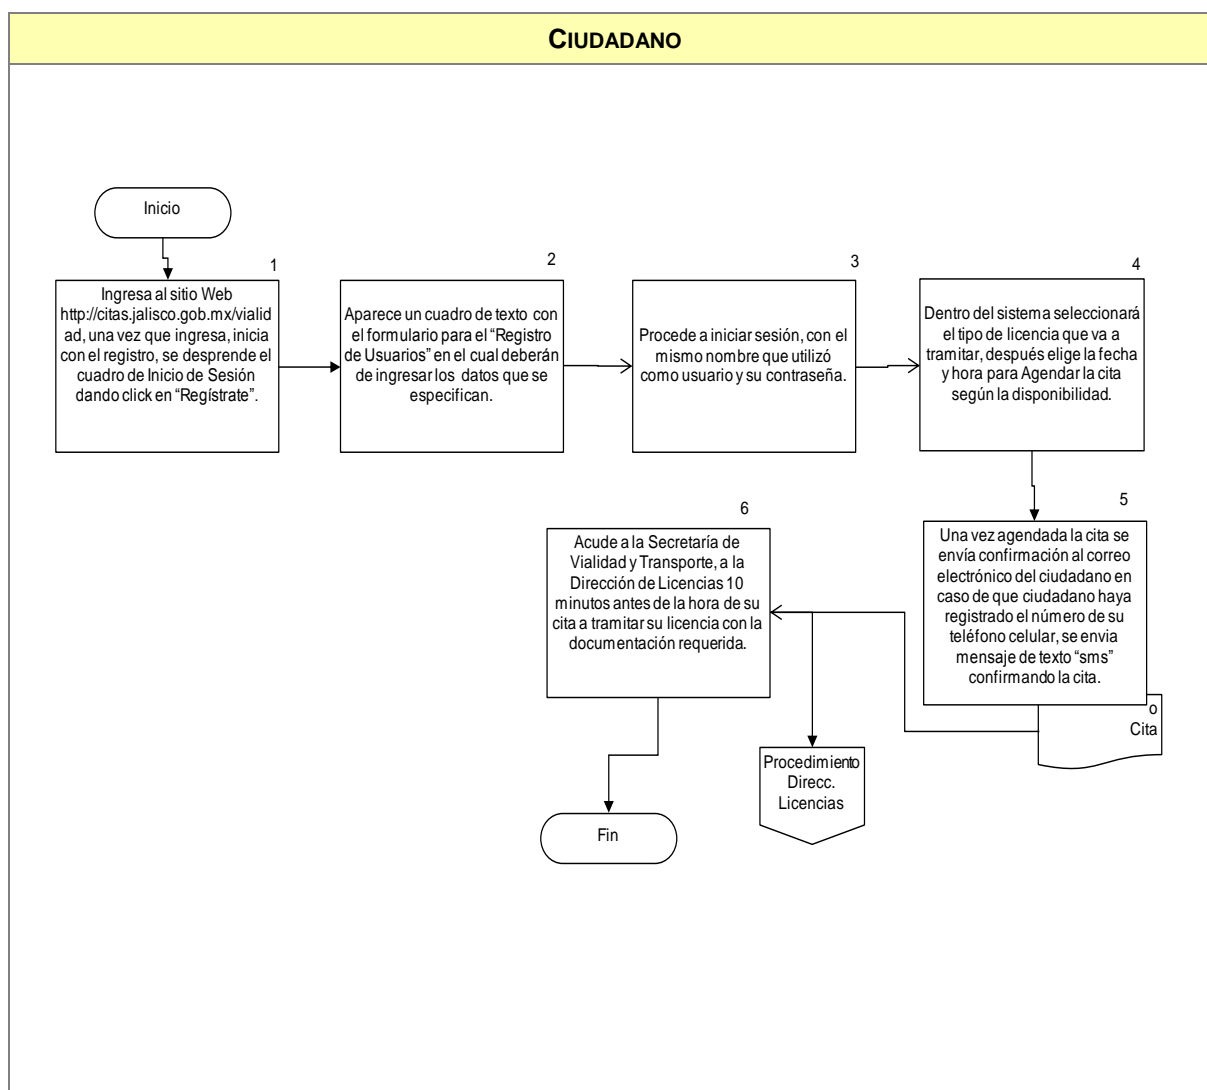 CIUDADANO
Inicio
1
Ingresa al sitio Web
http://citas.jalisco.gob.mx/vialid
ad, una vez que ingresa, inicia
con el registro, se desprende el
cuadro de Inicio de Sesión
dando click en “Regístrate”.
2
Aparece un cuadro de texto con
el formulario para el “Registro
de Usuarios” en el cual deberán
de ingresar los datos que se
especifican.
3
Procede a iniciar sesión, con el
mismo nombre que utilizó
como usuario y su contraseña.
4
Dentro del sistema seleccionará
el tipo de licencia que va a
tramitar, después elige la fecha
y hora para Agendar la cita
según la disponibilidad.
5
Una vez agendada la cita se
envía confirmación al correo
electrónico del ciudadano en
caso de que ciudadano haya
registrado el número de su
teléfono celular, se envia
mensaje de texto “sms”
confirmando la cita.
o
Cita
6
Acude a la Secretaría de
Vialidad y Transporte, a la
Dirección de Licencias 10
minutos antes de la hora de su
cita a tramitar su licencia con la
documentación requerida.
Procedimiento
Direcc.
Licencias
Fin